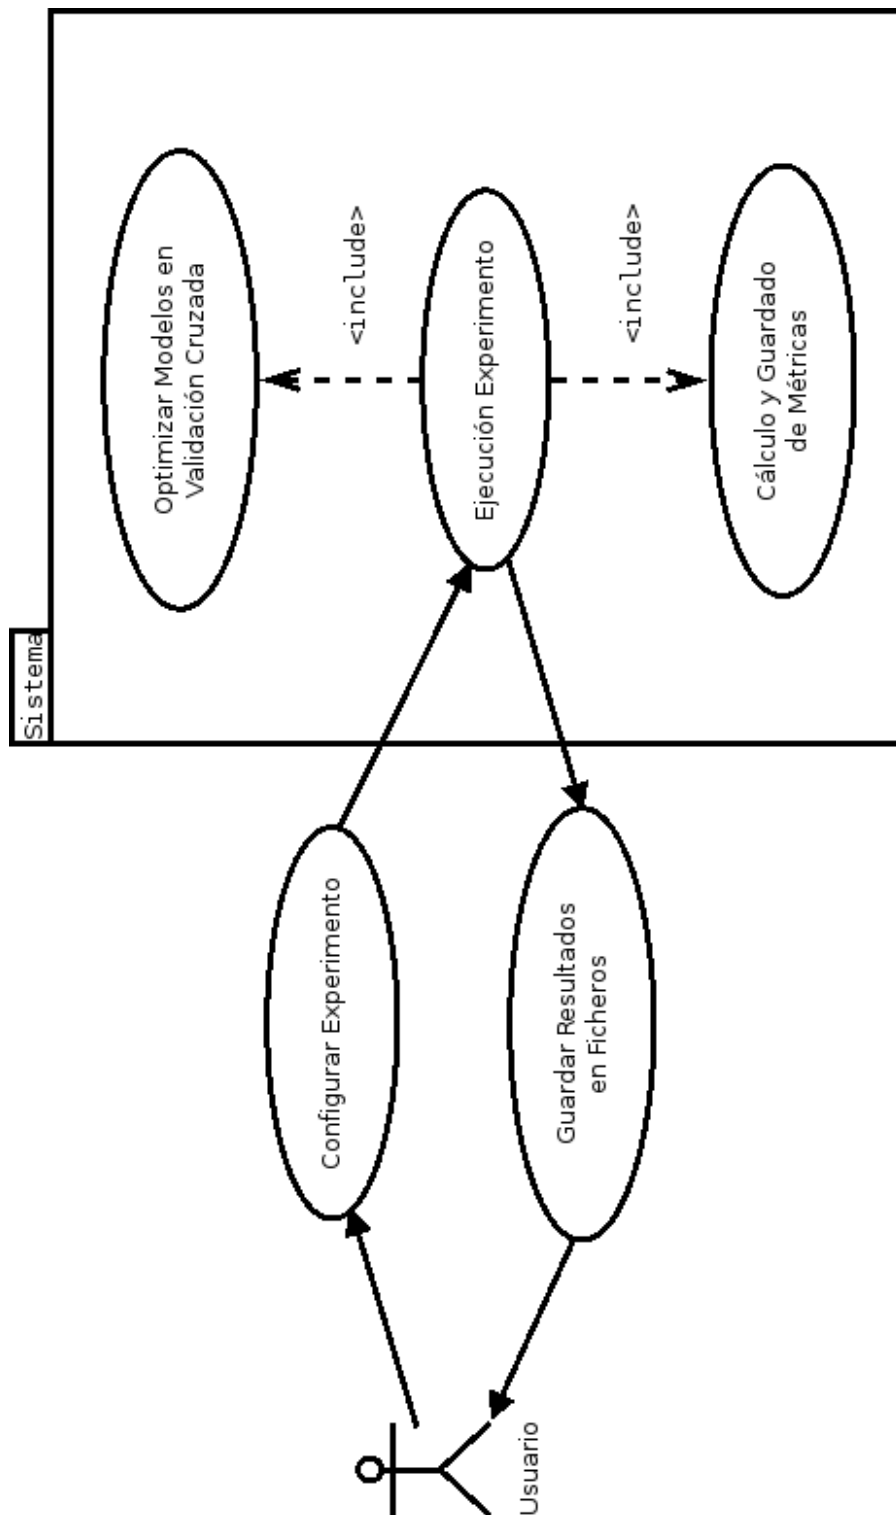 Sistema
Optimizar Modelos en
Validación Cruzada
<include>
Configurar Experimento
Ejecución Experimento
<include>
Usuario
Guardar Resultados
en Ficheros
Cálculo y Guardado
de Métricas